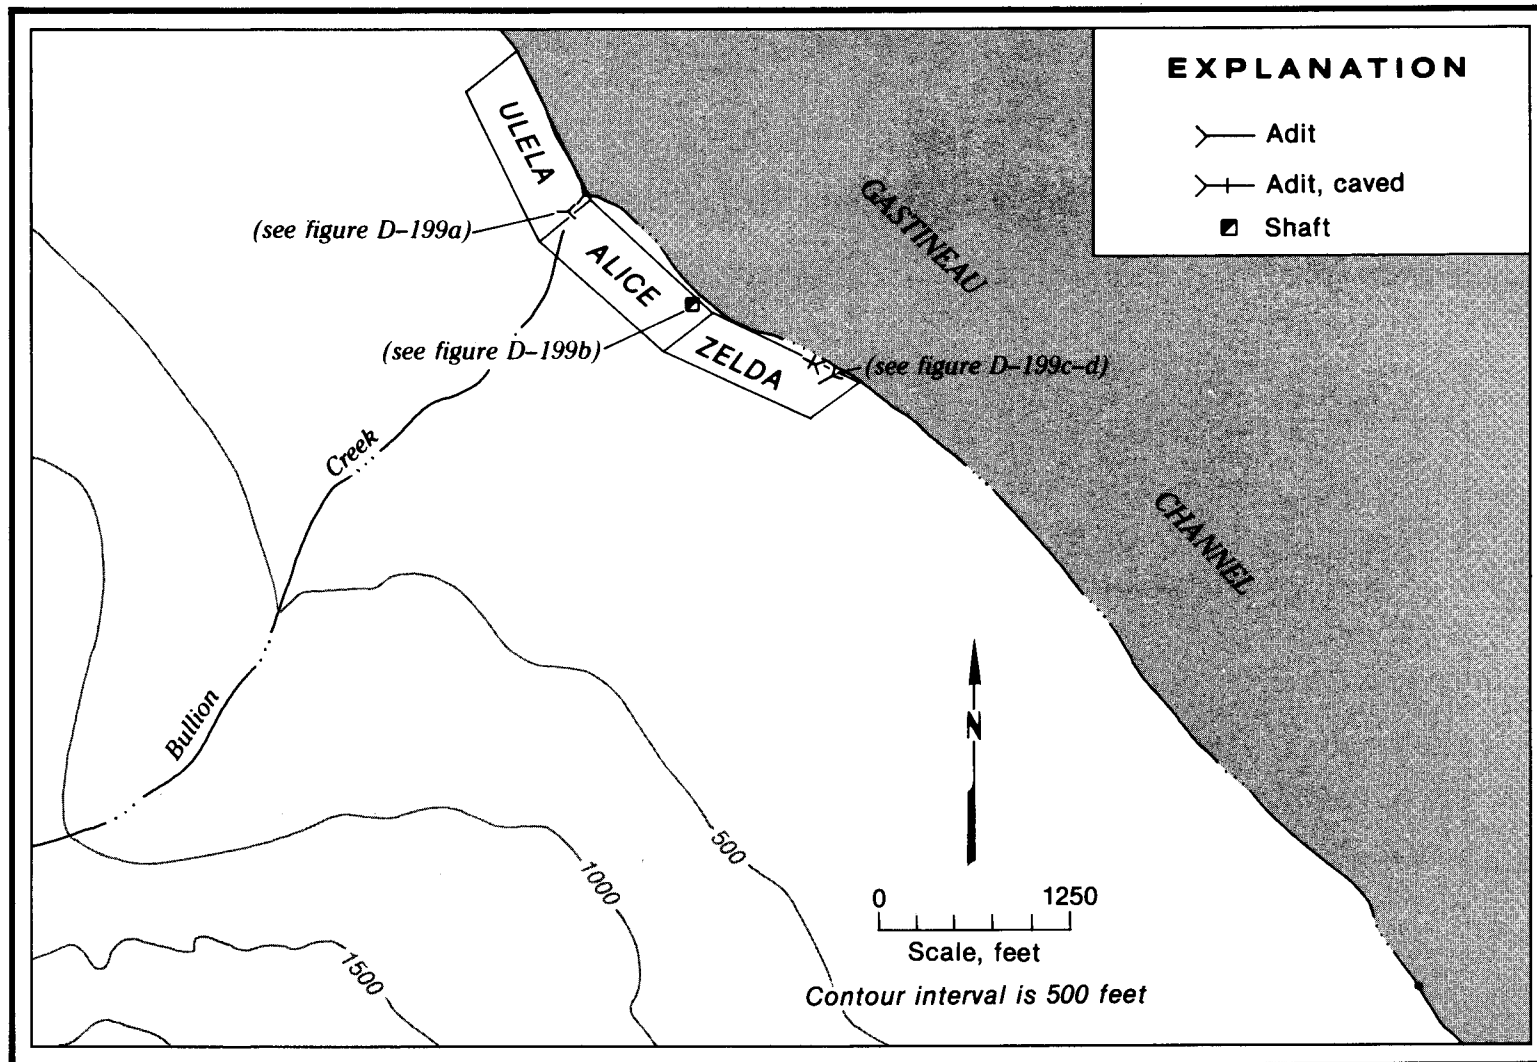 EXPLANATION
Adit
Adit, caved
Shaft
ULELA
GASTINEAU
(see figure D-199a)
ALICE
(see figure D-199b)
ZELDA
(see figure D-199c-d)
Creek
CHANNEL
Bullion
N
500
1000
1500
0 1250
Scale, feet
Contour interval is 500 feet